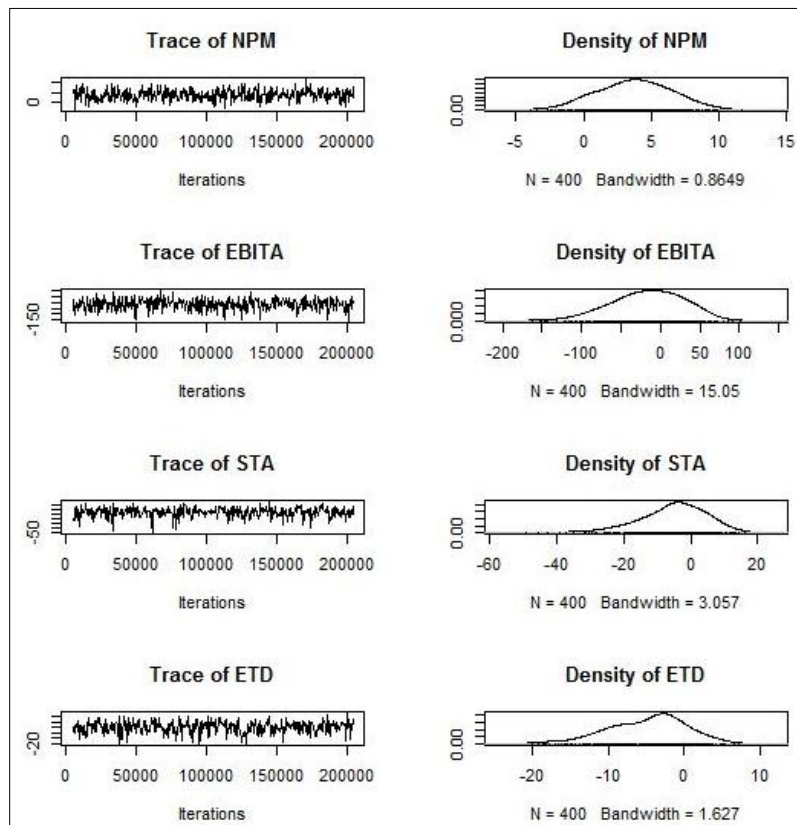 Trace of NPM
0
0 50000 100000 150000 200000
Iterations
Density of NPM
0.00
-5 0 5 10 15
N = 400 Bandwidth = 0.8649
Trace of EBITA
-150
0 50000 100000 150000 200000
Iterations
Density of EBITA
0.000
-200 -100 0 50 100
N = 400 Bandwidth = 15.05
Trace of STA
-50
0 50000 100000 150000 200000
Iterations
Density of STA
0.00
-60 -40 -20 0 20
N = 400 Bandwidth = 3.057
Trace of ETD
-20
0 50000 100000 150000 200000
Iterations
Density of ETD
0.00
-20 -10 0 10
N = 400 Bandwidth = 1.627